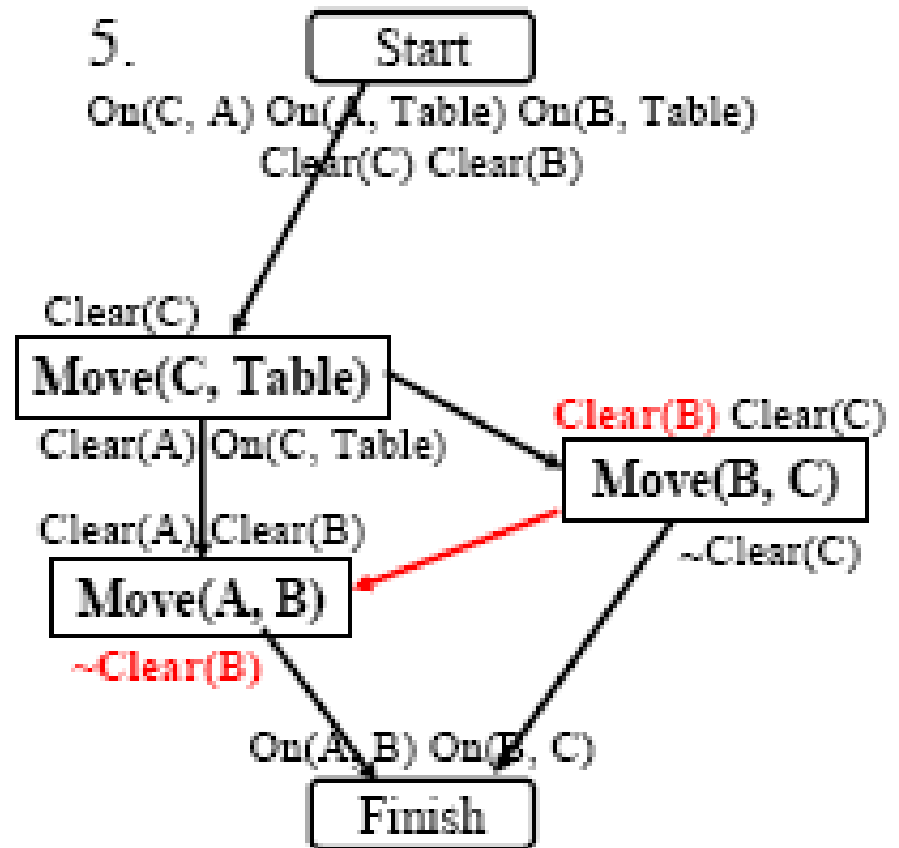 5.
Start
On(C, A) On(A, Table) On(B, Table)
Clear(C) Clear(B)
Clear(C)
Move(C, Table)
Clear(B) Clear(C)
Clear(A) On(C, Table)
Move(B, C)
Clear(A) Clear(B)
~Clear(C)
Move(A, B)
~Clear(B)
On(A, B) On(B, C)
Finish